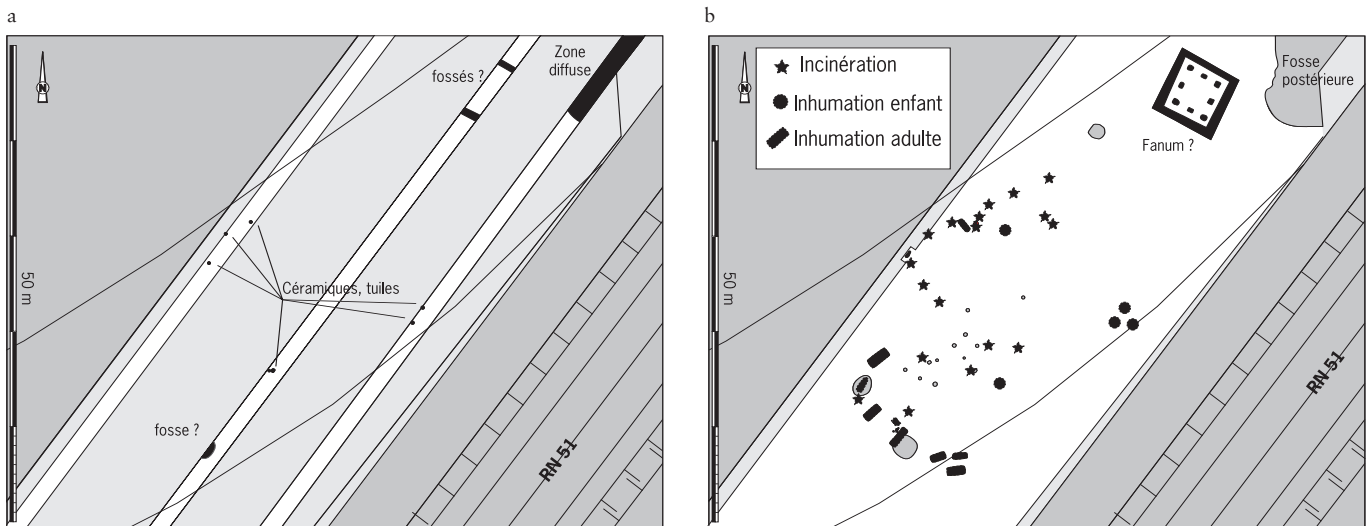 a
N
fossés ?
Zone
diffuse
Céramiques, tuiles
50 m
fosse ?
RN 51
b
N
Incinération
Inhumation enfant
Inhumation adulte
Fosse
postérieure
Fanum ?
50 m
RN 51